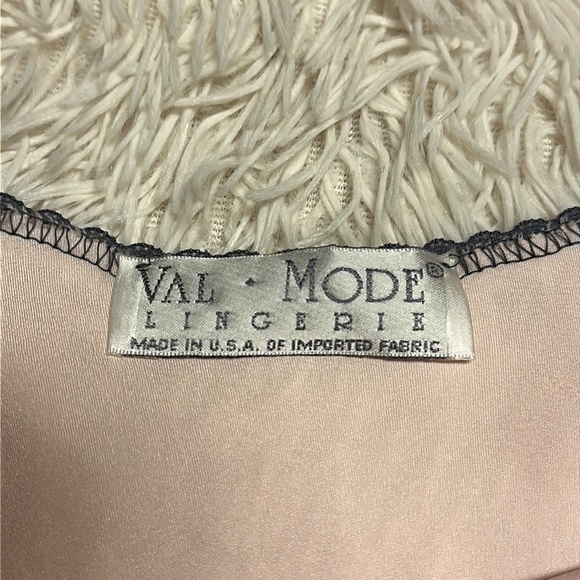 VAL · MODE®
LINGERIE
MADE IN U.S.A. OF IMPORTED FABRIC